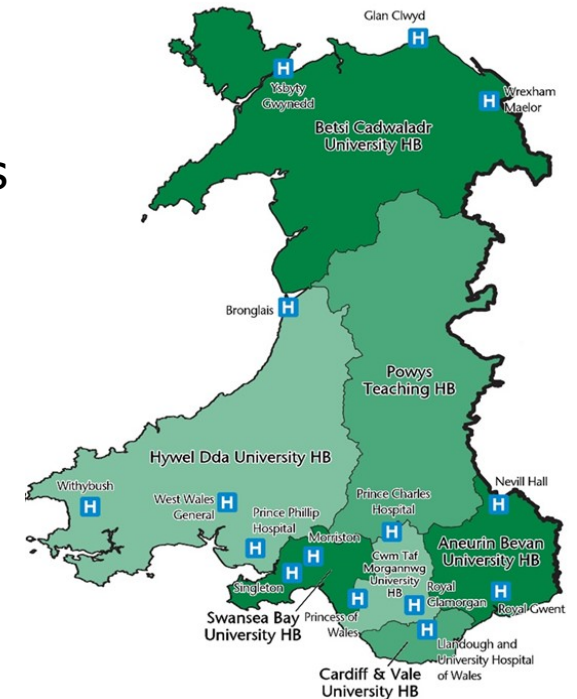 Glan Clwyd
H
H
Ysbyty
Gwynedd
H
Wrexham
Maelor
Betsi Cadwaladr
University HB
s
Bronglais
H
Powys
Teaching HB
Hywel Dda University HB
Withybush
H
West Wales
General
H
Prince Phillip
Hospital
H
Prince Charles
Hospital
H
Nevill Hall
H
Morriston
H
Singleton
H
Cwm Taf
Morgannwg
University
HB
Aneurin Bevan
University HB
Swansea Bay
University HB
H
Princess of
Wales
Royal
Glamorgan
H
H
Royal Gwent
H
Llandough and
University Hospital
of Wales
Cardiff & Vale
University HB